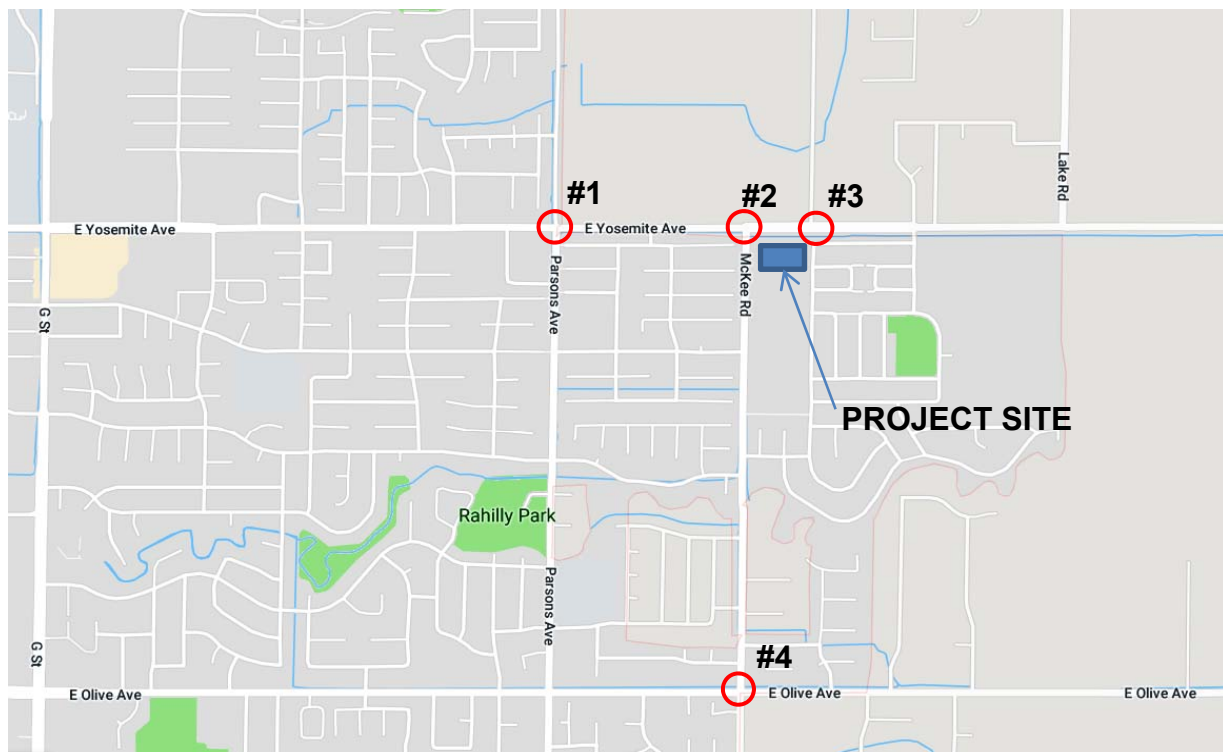 Lake Rd
#1
#2
#3
E Yosemite Ave
E Yosemite Ave
Parsons Ave
McKee Rd
G St
PROJECT SITE
Rahilly Park
Parsons Ave
G St
#4
E Olive Ave
E Olive Ave
E Olive Ave